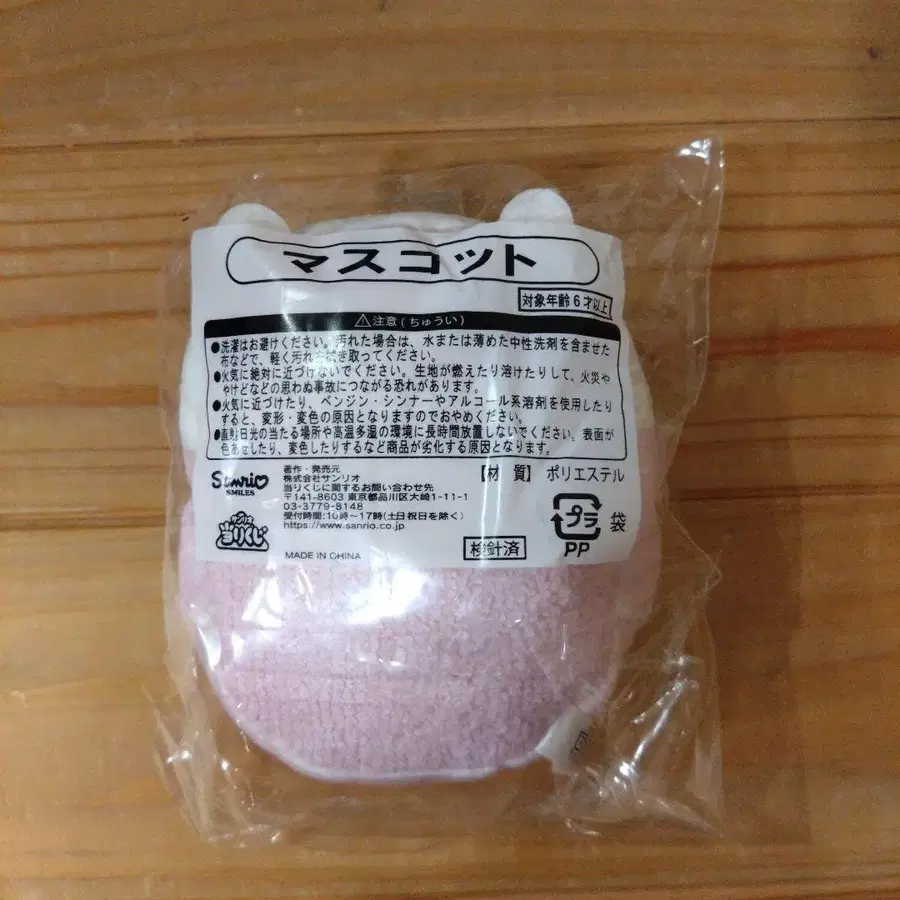 マスコット
対象年齢6才以上
⚠注意(ちゅうい)
●洗濯はお避けください。汚れた場合は、水または薄めた中性洗剤を含ませた
布などで、軽く汚れを拭き取ってください。
●火気に絶対に近づけないでください。生地が燃えたり溶けたりして、火災や
やけどなどの思わぬ事故につながる恐れがあります。
●火気に近づけたり、ベンジン・シンナーやアルコール系溶剤を使用したり
すると、変形・変色の原因となりますのでおやめください。
●直射日光の当たる場所や高温多湿の環境に長時間放置しないでください。表面が
色あせしたり、変色したりするなど商品が劣化する原因となります。
Sanrio
SMILES
著作・発売元
株式会社サンリオ
当りくじに関するお問い合わせ先
〒141-8603 東京都品川区大崎1-11-1
03-3779-8148
受付時間:10時~17時(土日祝日を除く)
https://www.sanrio.co.jp
【材 質】 ポリエステル
サンリオ
当りくじ
MADE IN CHINA
検針済
プラ
PP
袋